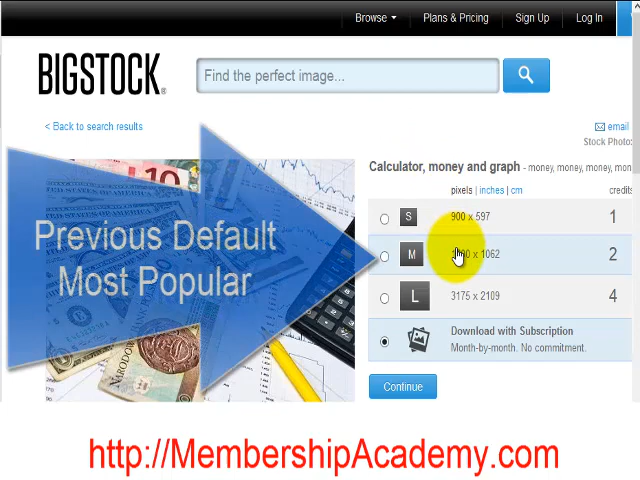 Browse
Plans & Pricing
Sign Up
Log In
BIGSTOCK®
Find the perfect image...
< Back to search results
email
Stock Photo:
Calculator, money and graph - money, money, money, mon
pixels | inches | cm
credits
S 900 x 597 1
M x 1062 2
L 3175 x 2109 4
Download with Subscription
Month-by-month. No commitment.
Continue
Previous Default
Most Popular
NARODOWY
http://MembershipAcademy.com